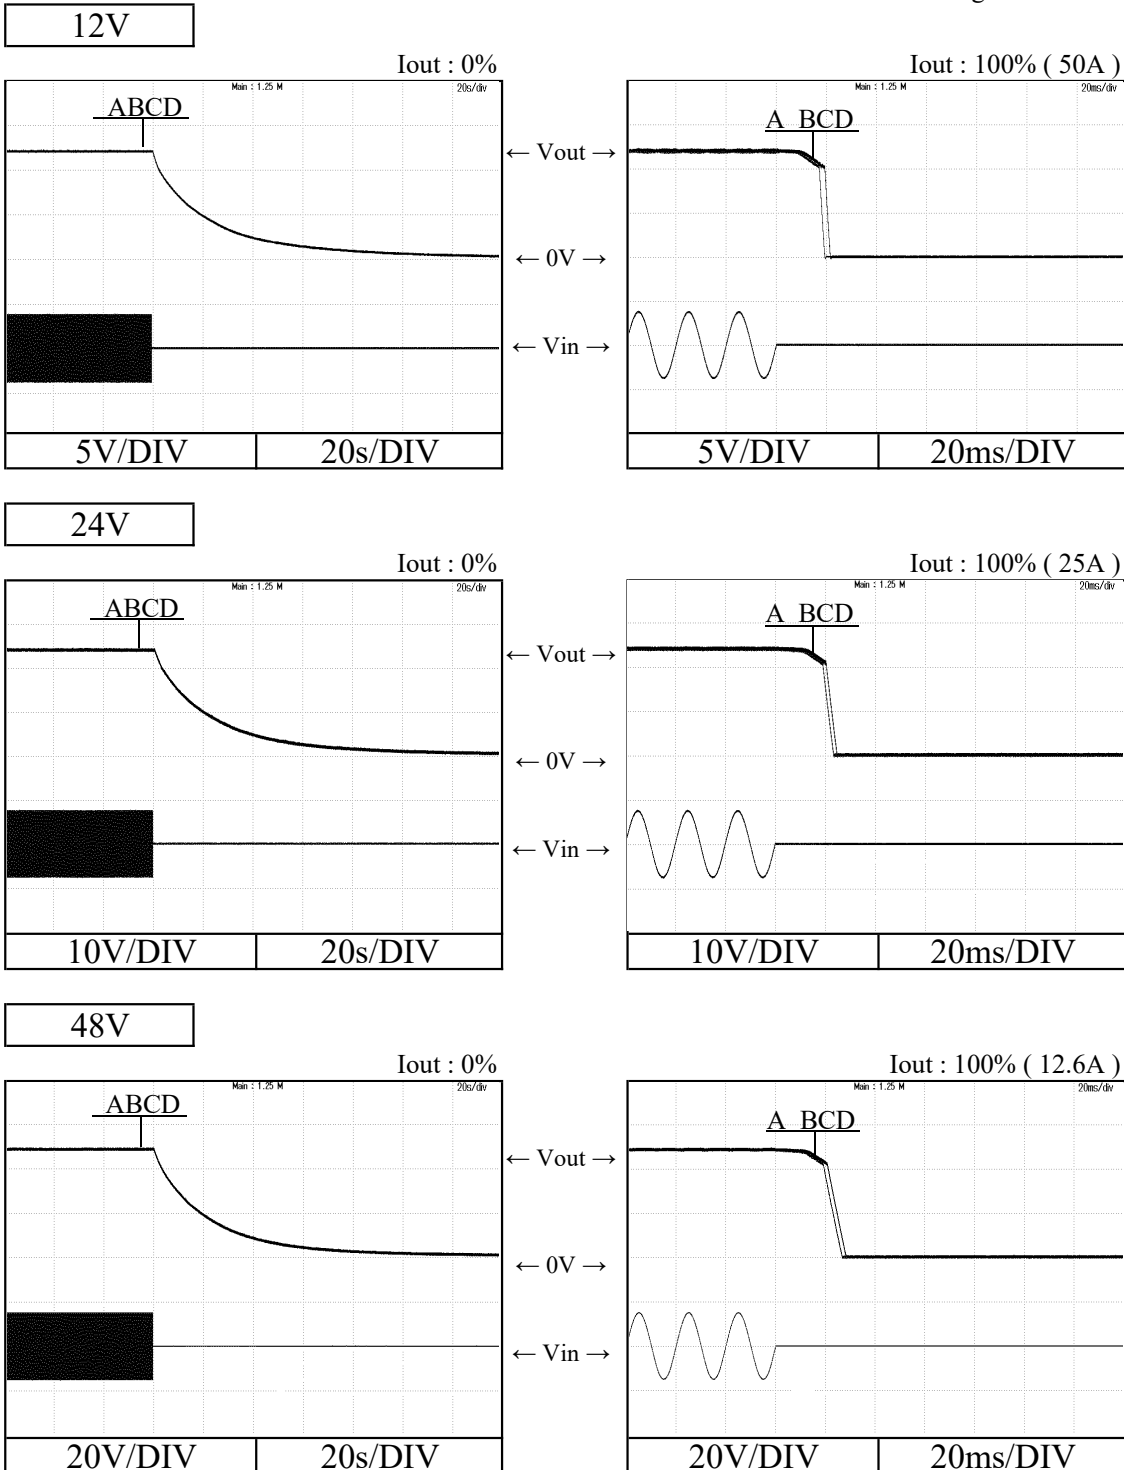 12V
Iout : 0%
Iout : 100% ( 50A )
Main : 1.25 M
20s/div
Main : 1.25 M
20ms/div
ABCD
A BCD
← Vout →
← 0V →
← Vin →
5V/DIV
20s/DIV
5V/DIV
20ms/DIV
24V
Iout : 0%
Iout : 100% ( 25A )
Main : 1.25 M
20s/div
Main : 1.25 M
20ms/div
ABCD
A BCD
← Vout →
← 0V →
← Vin →
10V/DIV
20s/DIV
10V/DIV
20ms/DIV
48V
Iout : 0%
Iout : 100% ( 12.6A )
Main : 1.25 M
20s/div
Main : 1.25 M
20ms/div
ABCD
A BCD
← Vout →
← 0V →
← Vin →
20V/DIV
20s/DIV
20V/DIV
20ms/DIV